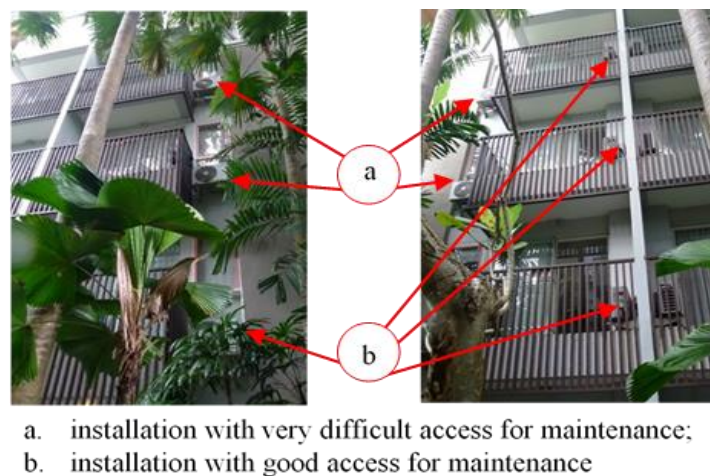 a
b
a. installation with very difficult access for maintenance;
b. installation with good access for maintenance